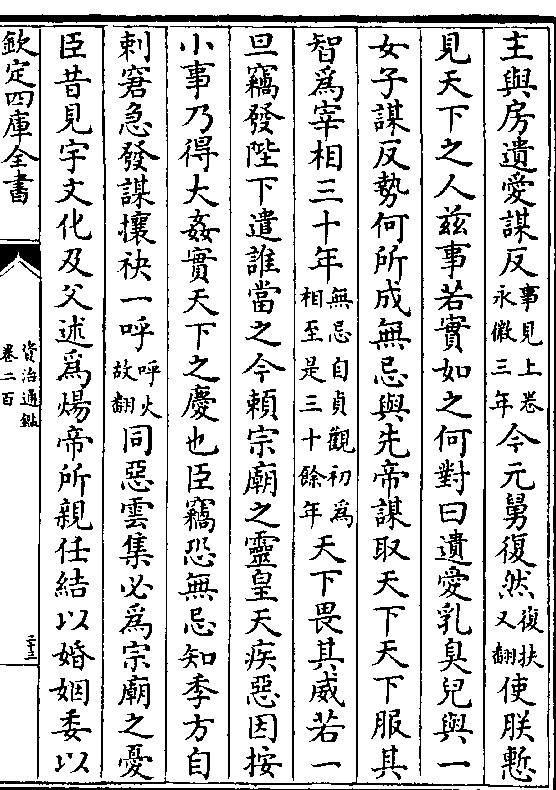 主與房遺愛謀反事見上卷永徽三年今元舅復然復扶又翻使朕慙
見天下之人兹事若實如之何對曰遺愛乳臭兒與一
女子謀反勢何所成無忌與先帝謀取天下天下服其
智爲宰相三十年無忌自貞觀初爲相至是三十餘年天下畏其威若一
旦竊發陛下遣誰當之今賴宗廟之靈皇天疾惡因按
小事乃得大姦實天下之慶也臣竊恐無忌知季方自
刺窘急發謀攘袂一呼呼火故翻同惡雲集必爲宗廟之憂
臣昔見宇文化及父述爲煬帝所親任結以婚姻委以
欽定四庫全書
資治通鑑
卷二百
二十三